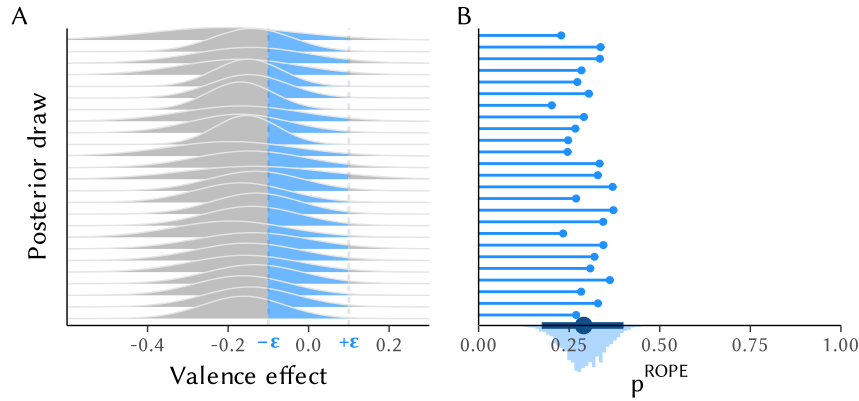 A
Posterior draw
-0.4
-0.2
−ε
0.0
+ε
0.2
Valence effect
B
0.00
0.25
0.50
0.75
1.00
p^ROPE